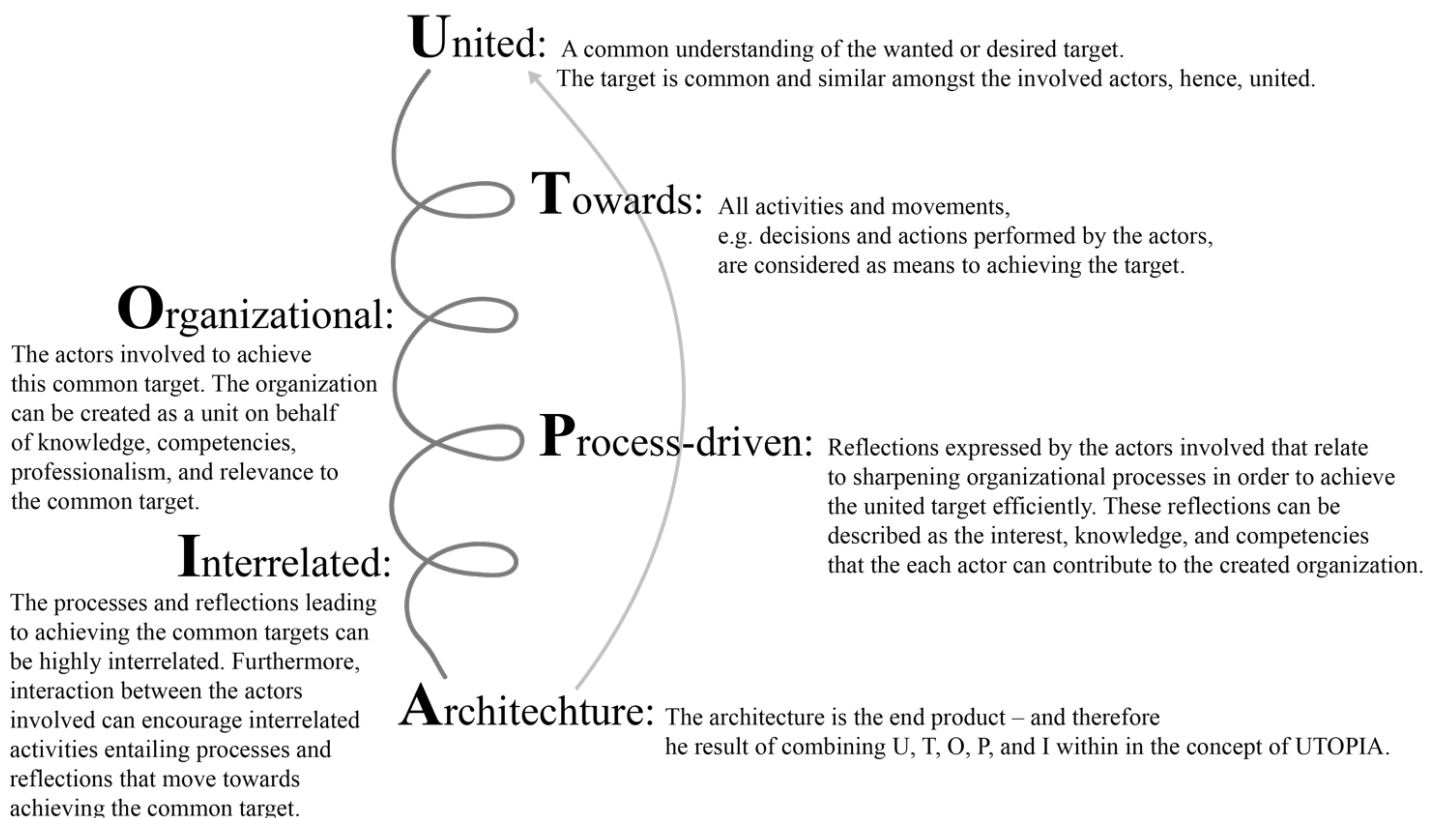 United: A common understanding of the wanted or desired target.
The target is common and similar amongst the involved actors, hence, united.
Towards: All activities and movements,
e.g. decisions and actions performed by the actors,
are considered as means to achieving the target.
Organizational:
The actors involved to achieve
this common target. The organization
can be created as a unit on behalf
of knowledge, competencies,
professionalism, and relevance to
the common target.
Process-driven: Reflections expressed by the actors involved that relate
to sharpening organizational processes in order to achieve
the united target efficiently. These reflections can be
described as the interest, knowledge, and competencies
that the each actor can contribute to the created organization.
Interrelated:
The processes and reflections leading
to achieving the common targets can
be highly interrelated. Furthermore,
interaction between the actors
involved can encourage interrelated
activities entailing processes and
reflections that move towards
achieving the common target.
Architechture: The architecture is the end product – and therefore
he result of combining U, T, O, P, and I within in the concept of UTOPIA.